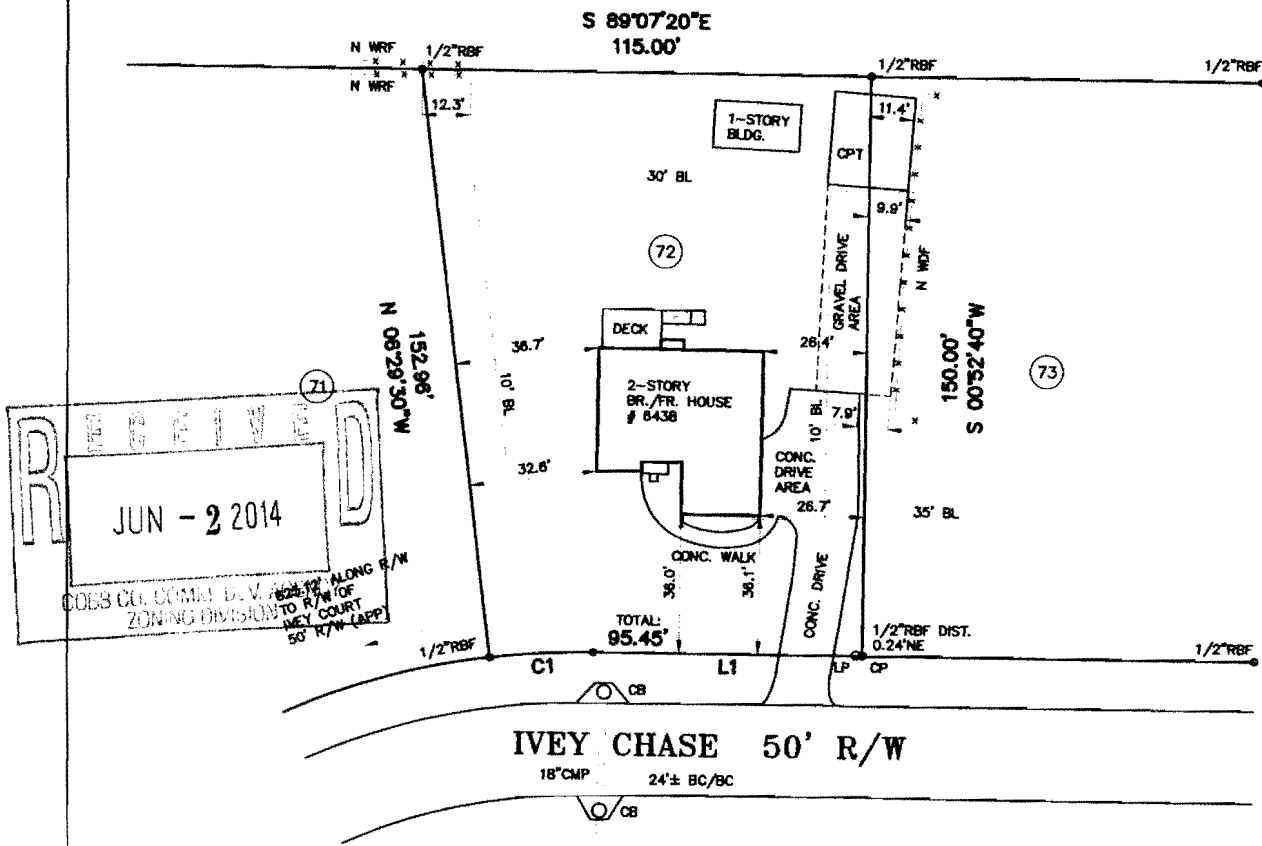 S 89°07'20"E
115.00'
N WRF
1/2"RBF
1/2"RBF
1/2"RBF
N WRF
12.3'
11.4'
1-STORY
BLDG.
CPT
30' BL
9.9'
72
GRAVEL DRIVE
AREA
N WDF
152.96'
N 06°29'30"W
DECK
36.7'
26.4'
150.00'
S 00°52'40"W
73
71
10' BL
2-STORY
BR./FR. HOUSE
# 6438
10' BL
7.9'
RECEIVED
32.6'
CONC.
DRIVE
AREA
JUN - 2 2014
26.7'
35' BL
CONC. WALK
36.0'
36.1'
CONC. DRIVE
ALONG R/W
COBB CO. COMM. DEV.
TO R/W OF
ZONING DIVISION
IVEY COURT
50' R/W (APP)
TOTAL:
95.45'
1/2"RBF DIST.
0.24'NE
1/2"RBF
C1
L1
LP
CP
1/2"RBF
CB
IVEY CHASE 50' R/W
18"CMP
24'± BC/BC
CB